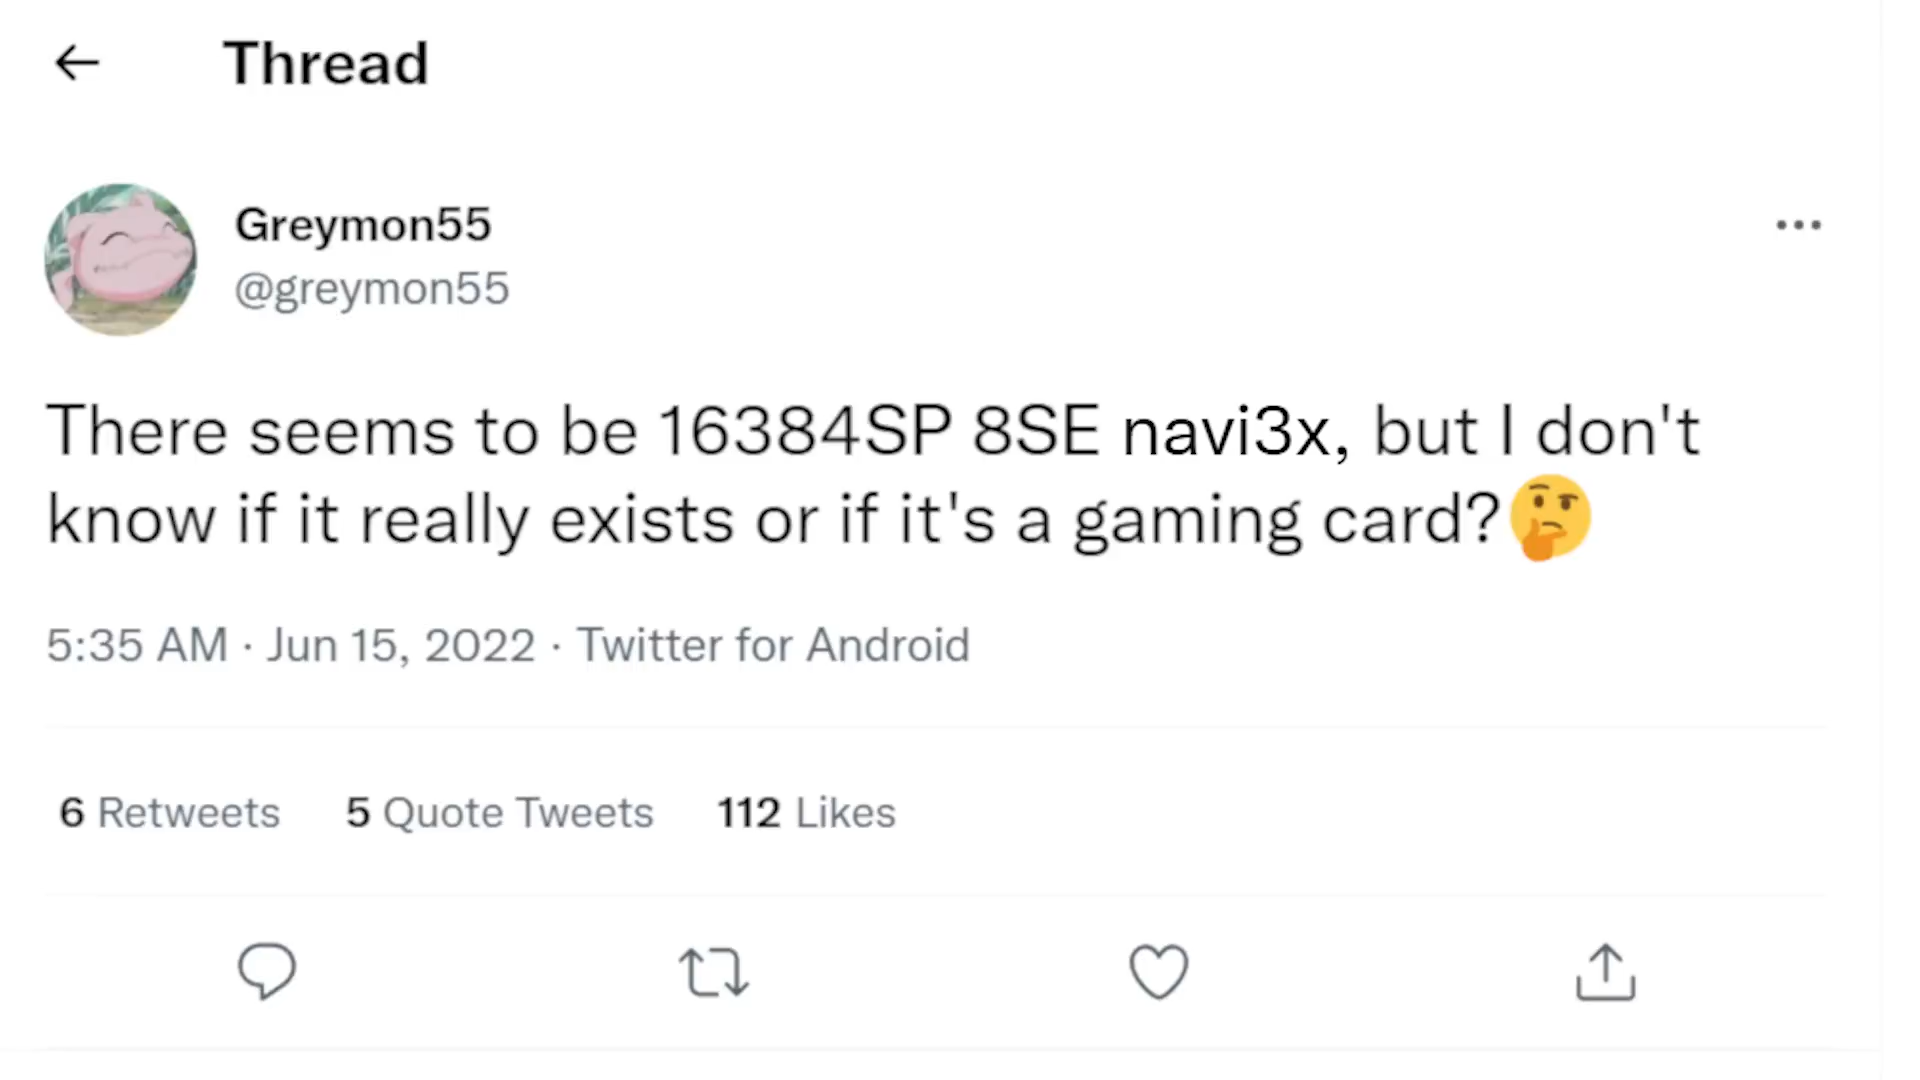 Thread
Greymon55
@greymon55
There seems to be 16384SP 8SE navi3x, but I don't
know if it really exists or if it's a gaming card?🤔
5:35 AM · Jun 15, 2022 · Twitter for Android
6 Retweets 5 Quote Tweets 112 Likes